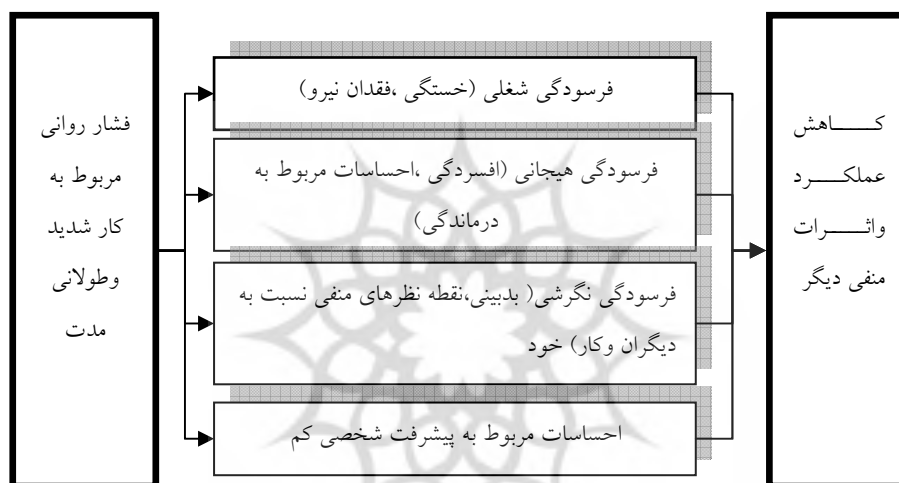 فشار روانی
مربوط به
کار شدید
وطولانی
مدت
فرسودگی شغلی (خستگی ،فقدان نیرو)
فرسودگی هیجانی (افسردگی ،احساسات مربوط به
درماندگی)
فرسودگی نگرشی( بدبینی،نقطه نظرهای منفی نسبت به
دیگران وکار) خود
احساسات مربوط به پیشرفت شخصی کم
کـــــاهش
عملکـــرد
واثـــــرات
منفی دیگر